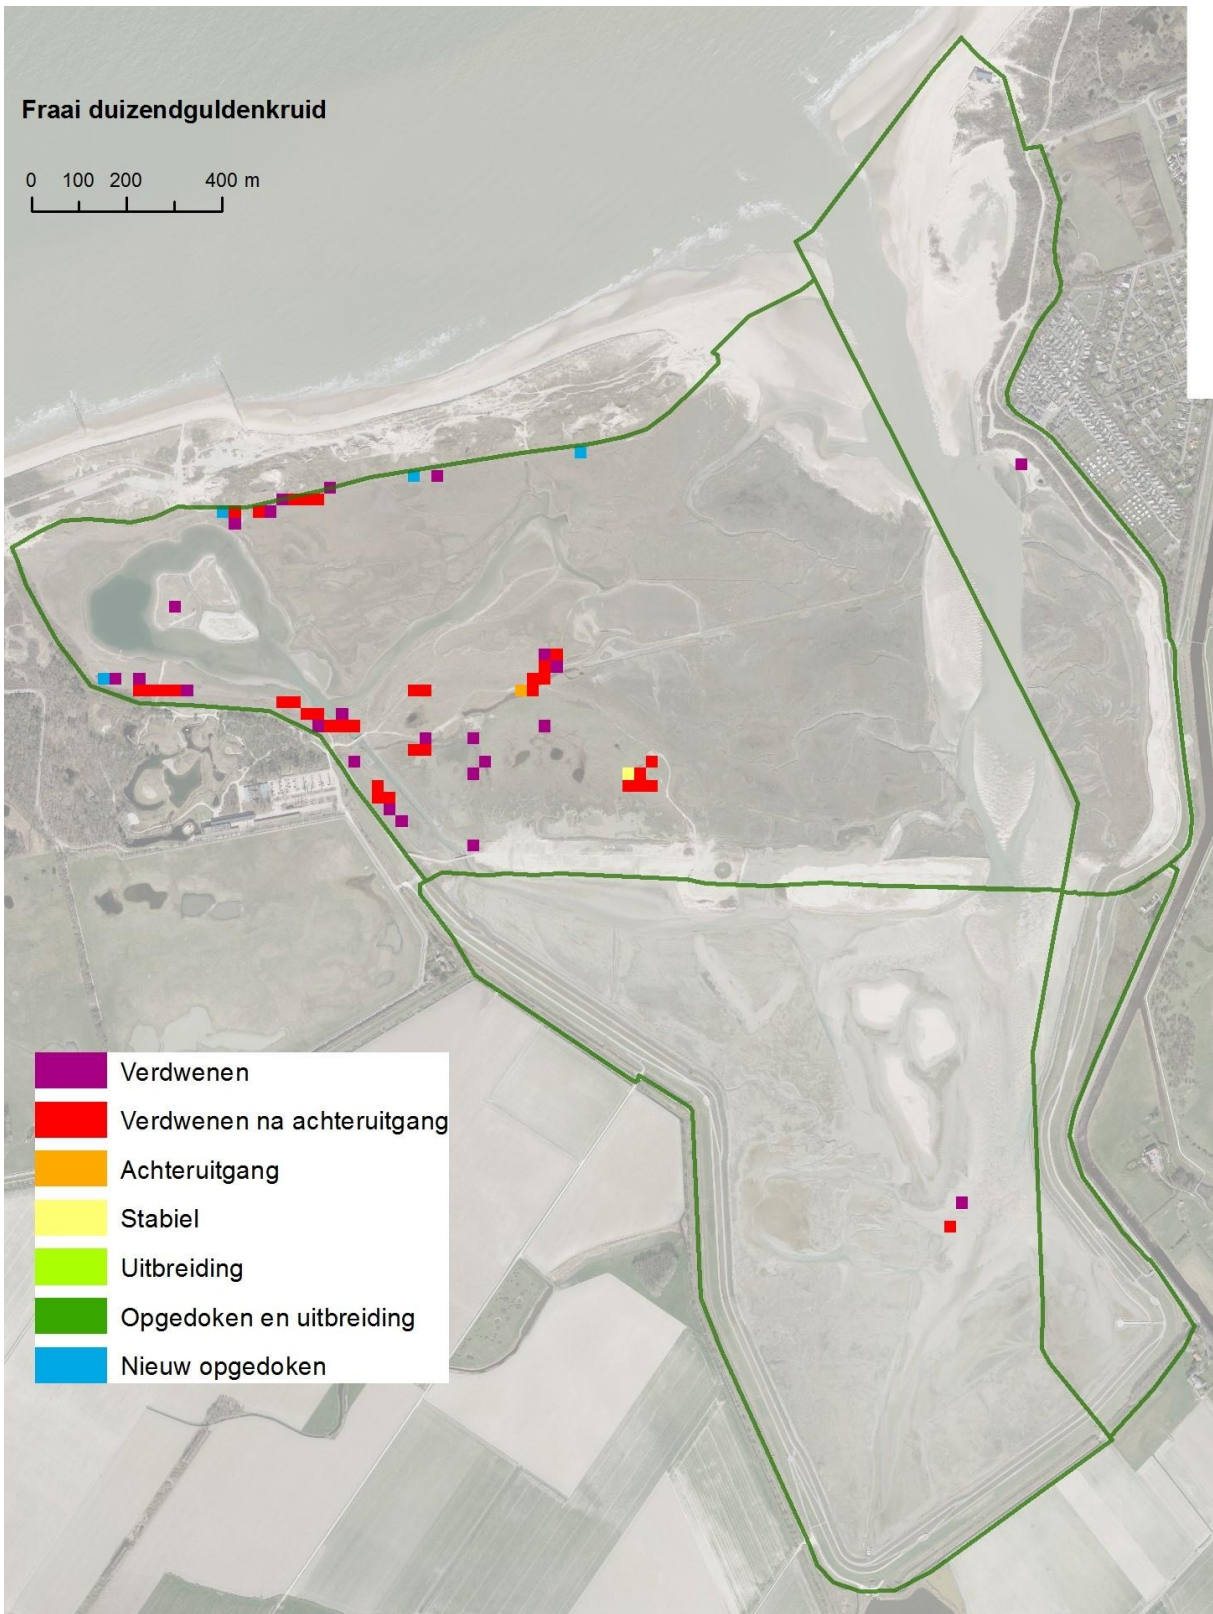 Fraai duizendguldenkruid
0 100 200 400 m
Verdwenen
Verdwenen na achteruitgang
Achteruitgang
Stabiel
Uitbreiding
Opgedoken en uitbreiding
Nieuw opgedoken